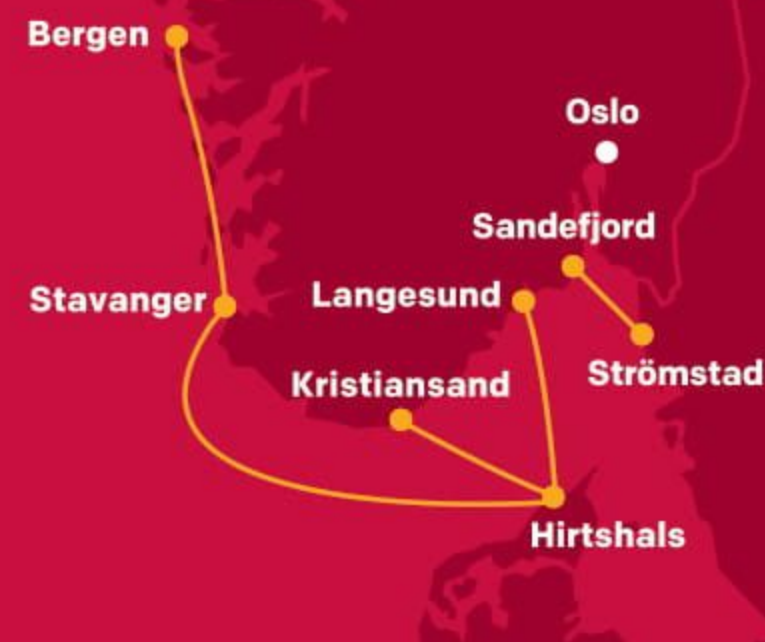 Bergen
Oslo
Sandefjord
Langesund
Stavanger
Strömstad
Kristiansand
Hirtshals